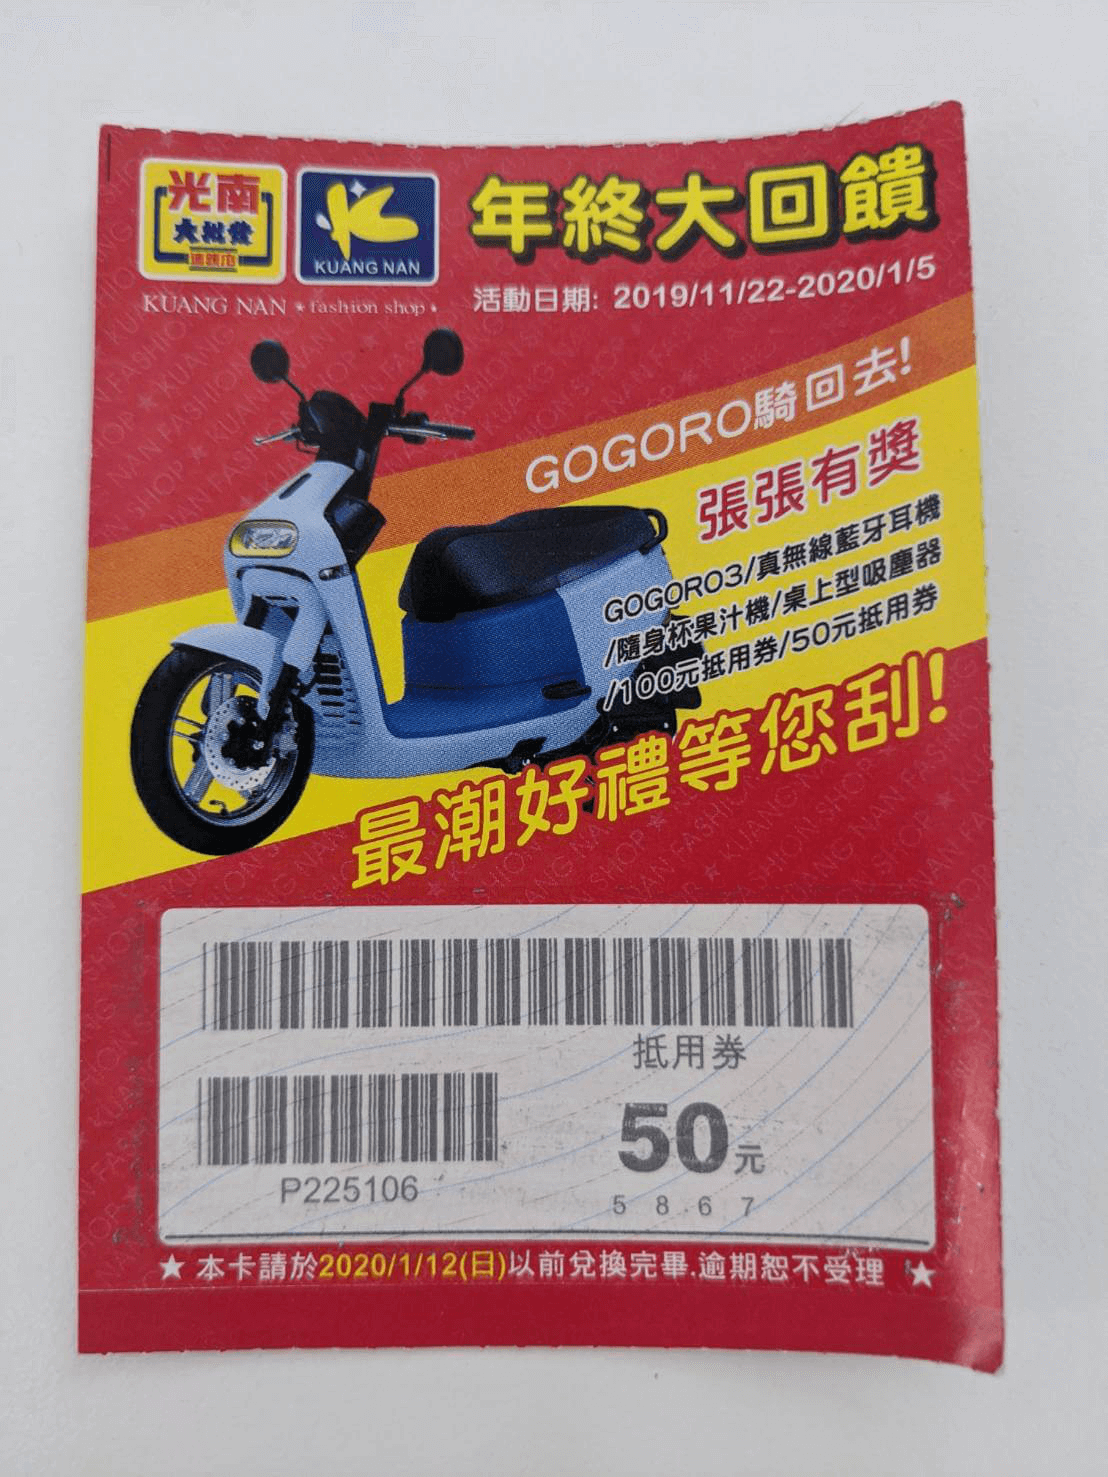 光南
大批發
連鎖店
KUANG NAN
KUANG NAN ★ fashion shop ★
年終大回饋
活動日期: 2019/11/22-2020/1/5
GOGORO騎回去!
張張有獎
GOGORO3/真無線藍牙耳機
/隨身杯果汁機/桌上型吸塵器
/100元抵用券/50元抵用券
最潮好禮等您刮!
抵用券
50元
P225106
5 8 6 7
★ 本卡請於2020/1/12(日)以前兌換完畢.逾期恕不受理 ★